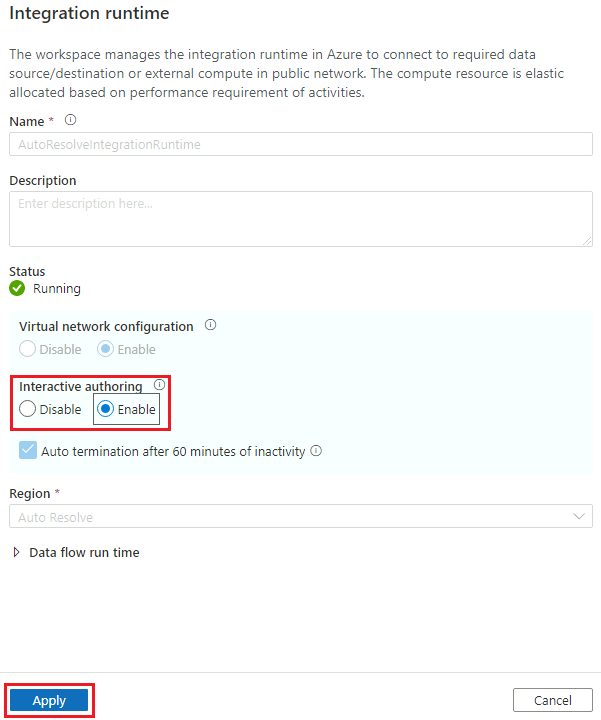 Integration runtime
The workspace manages the integration runtime in Azure to connect to required data
source/destination or external compute in public network. The compute resource is elastic
allocated based on performance requirement of activities.
Name *
AutoResolveIntegrationRuntime
Description
Enter description here...
Status
Running
Virtual network configuration
Disable Enable
Interactive authoring
Disable Enable
Auto termination after 60 minutes of inactivity
Region *
Auto Resolve
Data flow run time
Apply Cancel